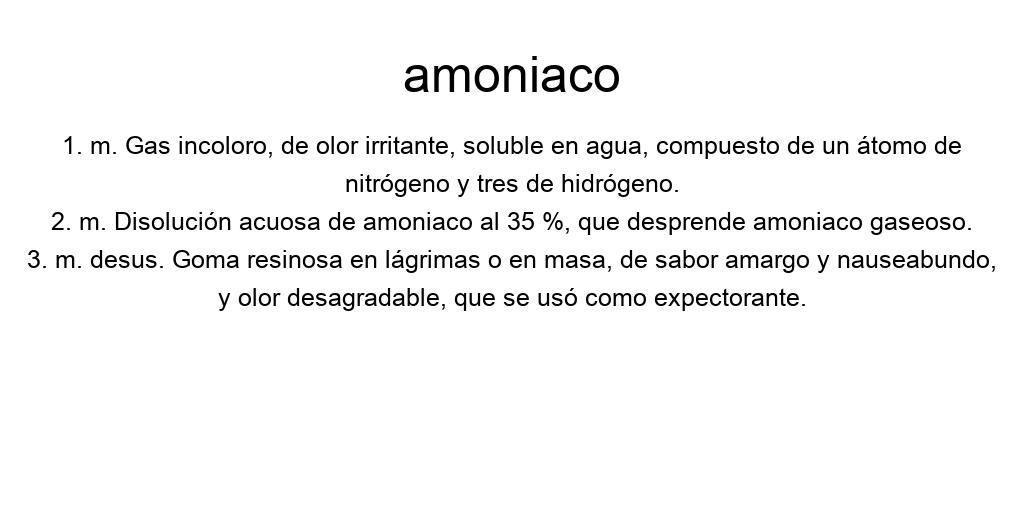 amoniaco
1. m. Gas incoloro, de olor irritante, soluble en agua, compuesto de un átomo de
nitrógeno y tres de hidrógeno.
2. m. Disolución acuosa de amoniaco al 35 %, que desprende amoniaco gaseoso.
3. m. desus. Goma resinosa en lágrimas o en masa, de sabor amargo y nauseabundo,
y olor desagradable, que se usó como expectorante.